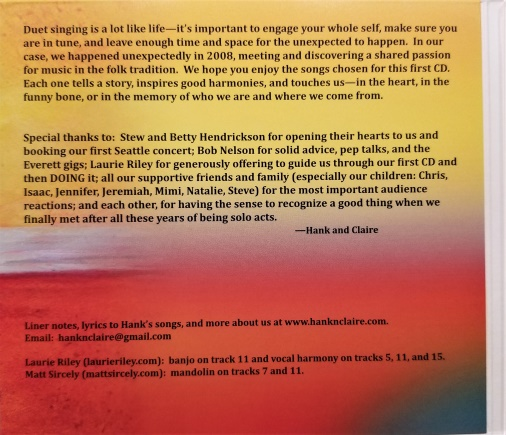 Duet singing is a lot like life—it's important to engage your whole self, make sure you
are in tune, and leave enough time and space for the unexpected to happen. In our
case, we happened unexpectedly in 2008, meeting and discovering a shared passion
for music in the folk tradition. We hope you enjoy the songs chosen for this first CD.
Each one tells a story, inspires good harmonies, and touches us—in the heart, in the
funny bone, or in the memory of who we are and where we come from.
Special thanks to: Stew and Betty Hendrickson for opening their hearts to us and
booking our first Seattle concert; Bob Nelson for solid advice, pep talks, and the
Everett gigs; Laurie Riley for generously offering to guide us through our first CD and
then DOING it; all our supportive friends and family (especially our children: Chris,
Isaac, Jennifer, Jeremiah, Mimi, Natalie, Steve) for the most important audience
reactions; and each other, for having the sense to recognize a good thing when we
finally met after all these years of being solo acts.
—Hank and Claire
Liner notes, lyrics to Hank's songs, and more about us at www.hanknclaire.com.
Email: hanknclaire@gmail.com
Laurie Riley (laurieriley.com): banjo on track 11 and vocal harmony on tracks 5, 11, and 15.
Matt Sircely (mattsircely.com): mandolin on tracks 7 and 11.